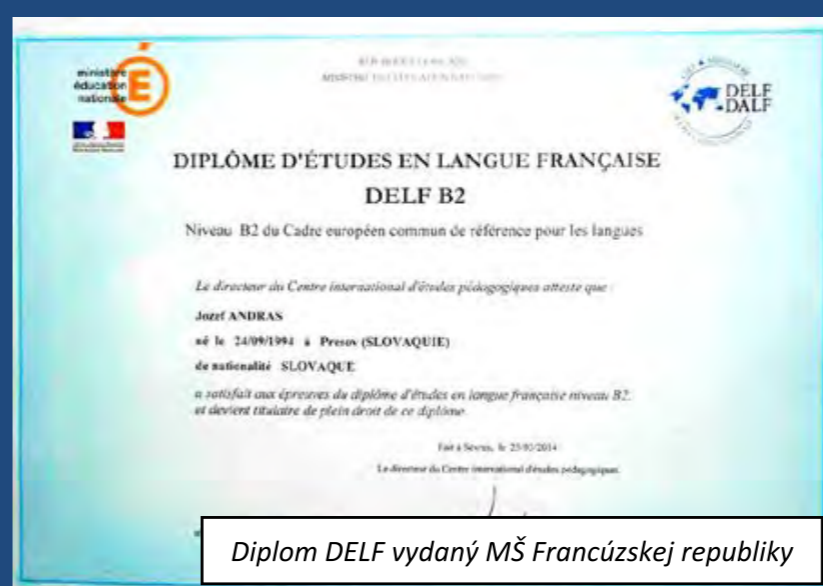 ministère
éducation
nationale
DELF
DALF
DIPLÔME D'ÉTUDES EN LANGUE FRANÇAISE
DELF B2
Niveau B2 du Cadre européen commun de référence pour les langues
Le directeur du Centre international d'études pédagogiques atteste que :
Jozef ANDRAS
né le 24/09/1994 à Presov (SLOVAQUIE)
de nationalité SLOVAQUE
a satisfait aux épreuves du diplôme d'études en langue française niveau B2,
et devient titulaire de plein droit de ce diplôme
Fait à Sèvres, le
Le directeur du Centre international d'études pédagogiques
Diplom DELF vydaný MŠ Francúzskej republiky